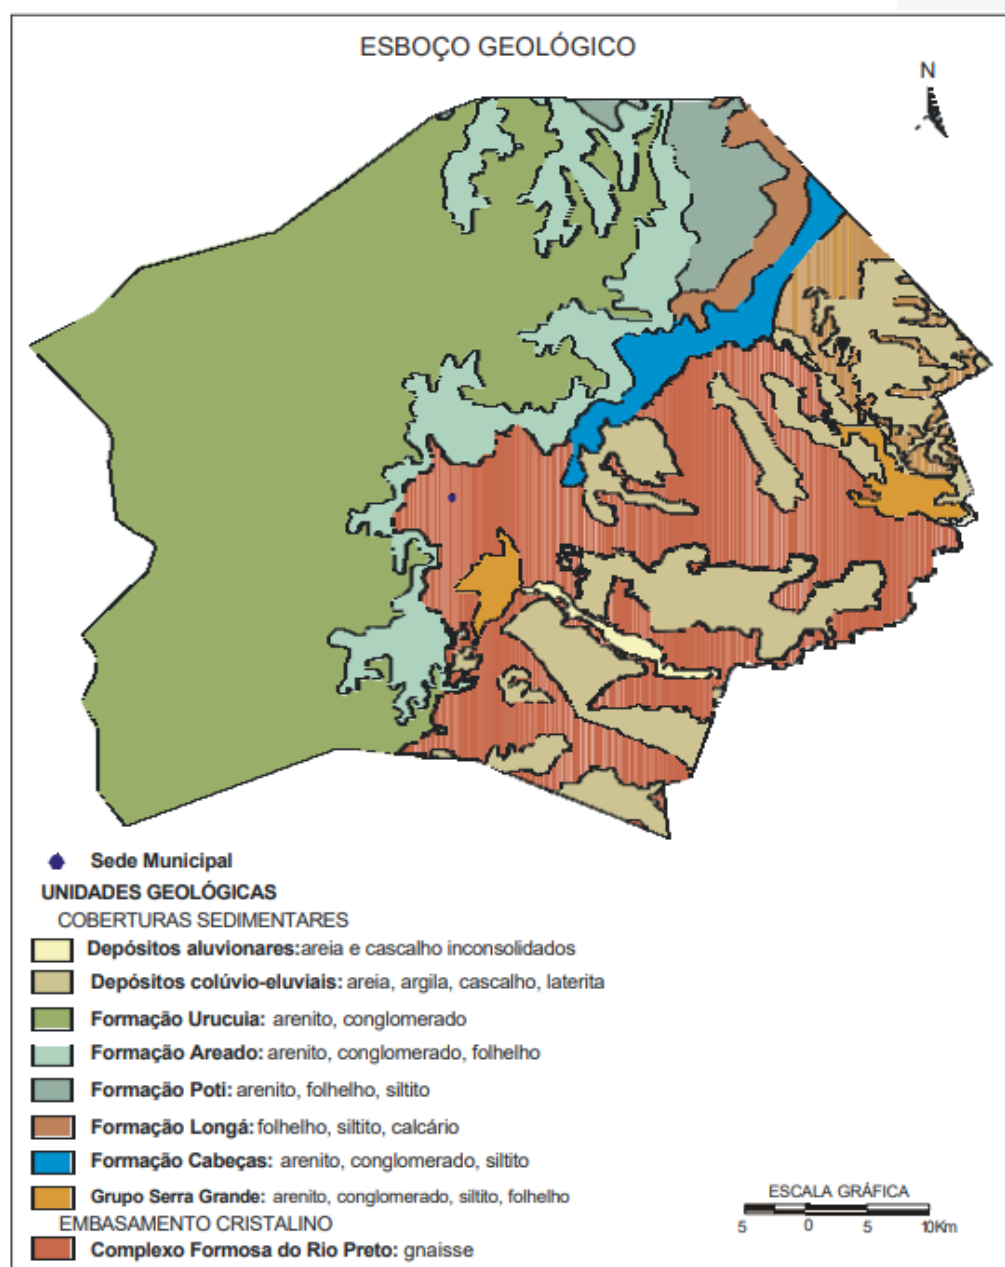 ESBOÇO GEOLÓGICO
N
Sede Municipal
UNIDADES GEOLÓGICAS
COBERTURAS SEDIMENTARES
Depósitos aluvionares:areia e cascalho inconsolidados
Depósitos colúvio-eluviais: areia, argila, cascalho, laterita
Formação Urucuia: arenito, conglomerado
Formação Areado: arenito, conglomerado, folhelho
Formação Poti: arenito, folhelho, siltito
Formação Longá: folhelho, siltito, calcário
Formação Cabeças: arenito, conglomerado, siltito
Grupo Serra Grande: arenito, conglomerado, siltito, folhelho
EMBASAMENTO CRISTALINO
Complexo Formosa do Rio Preto: gnaisse
ESCALA GRÁFICA
5 0 5 10Km